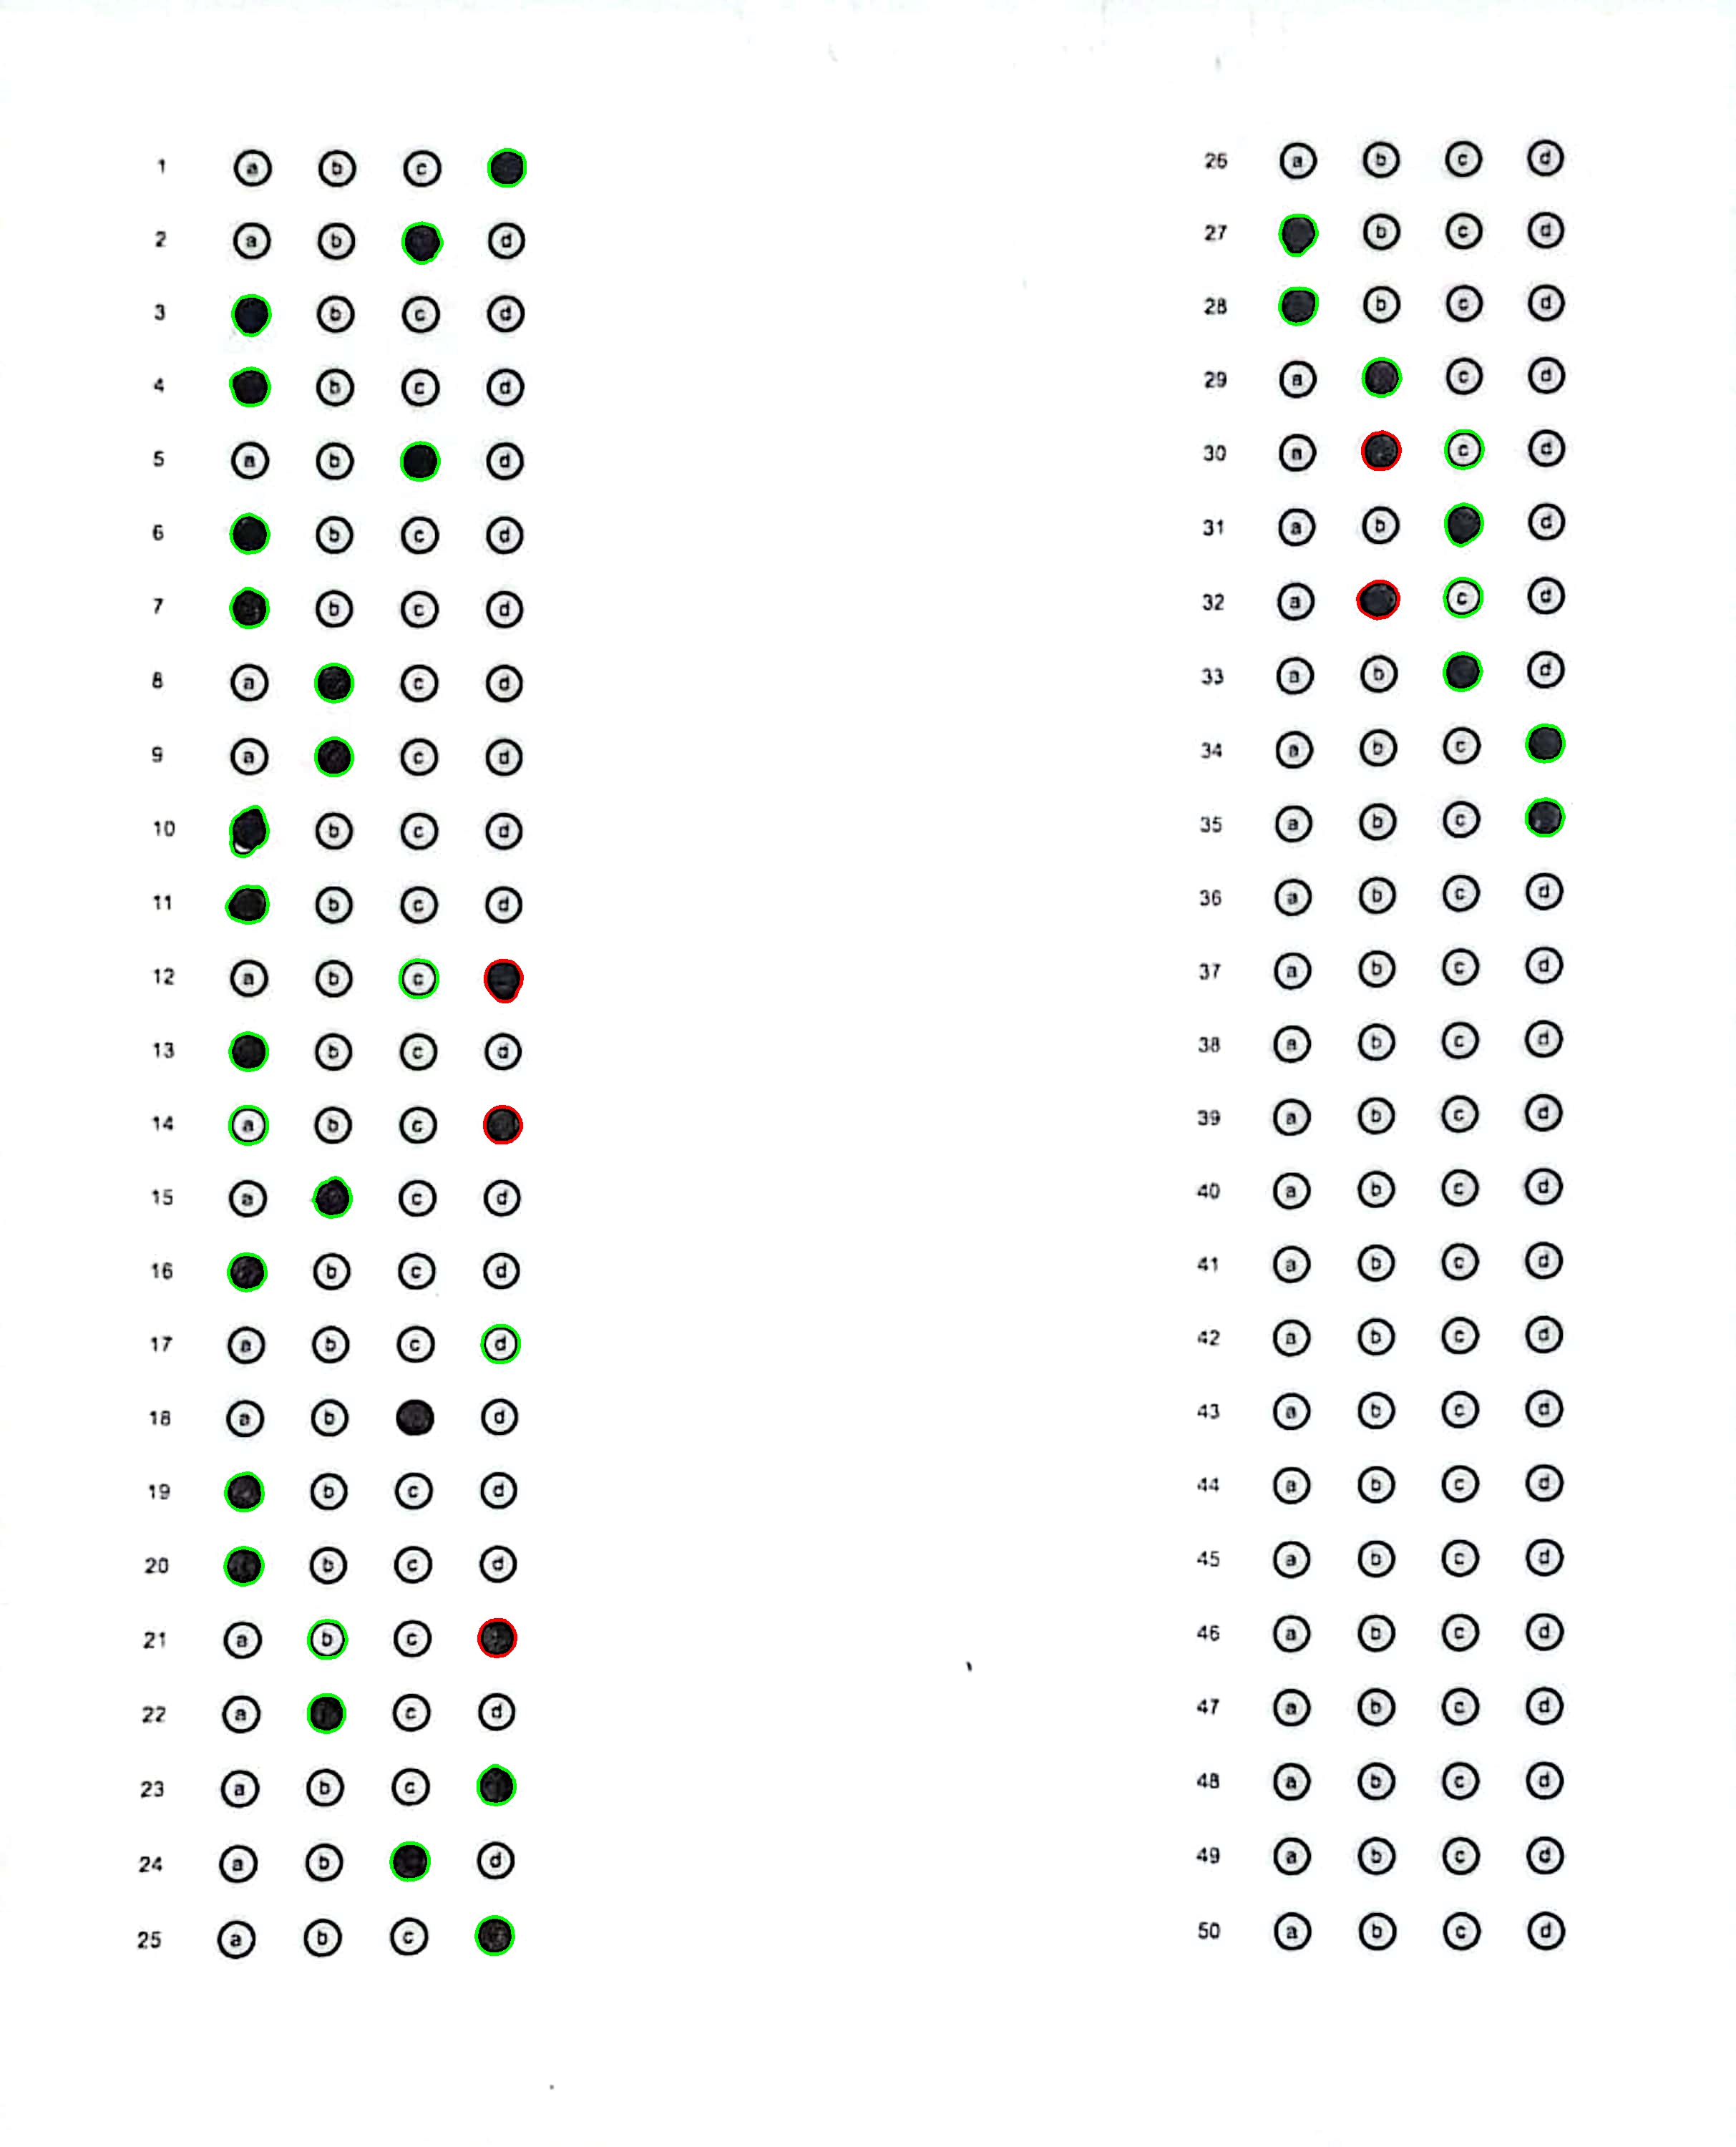 1 a b c
2 a b d
3 b c d
4 b c d
5 a b d
6 b c d
7 b c d
8 a c d
9 a c d
10 b c d
11 b c d
12 a b c
13 b c d
14 a b c
15 a c d
16 b c d
17 a b c d
18 a b d
19 b c d
20 b c d
21 a b c
22 a c d
23 a b c
24 a b d
25 a b c
26 a b c d
27 b c d
28 b c d
29 a c d
30 a c d
31 a b d
32 a c d
33 a b d
34 a b c
35 a b c
36 a b c d
37 a b c d
38 a b c d
39 a b c d
40 a b c d
41 a b c d
42 a b c d
43 a b c d
44 a b c d
45 a b c d
46 a b c d
47 a b c d
48 a b c d
49 a b c d
50 a b c d